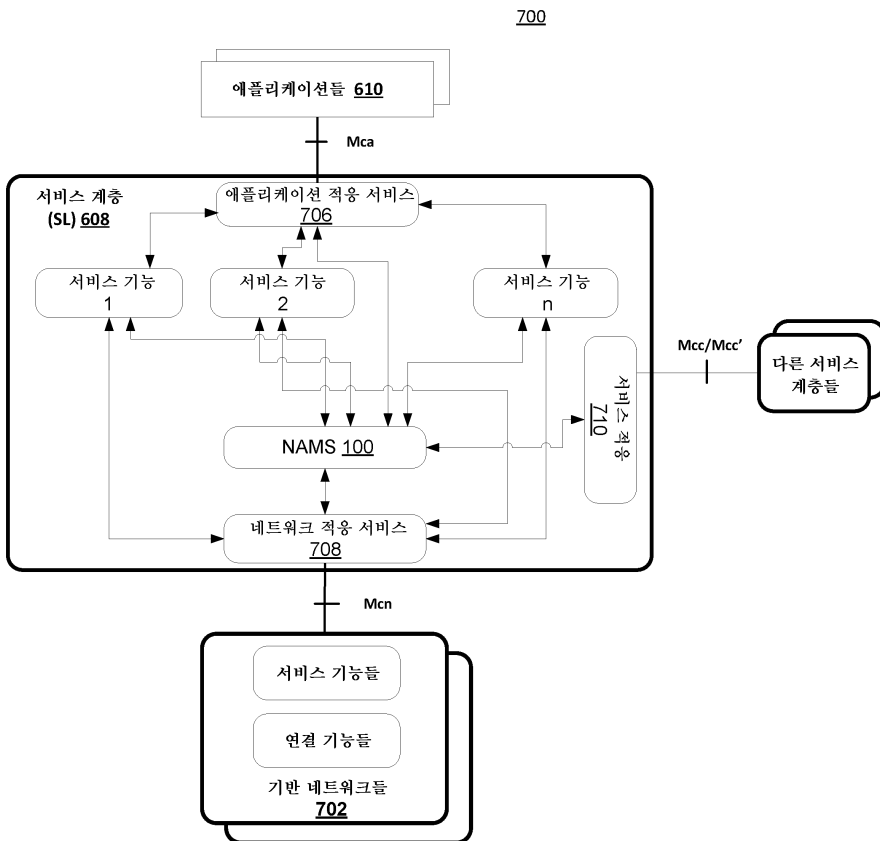 700
애플리케이션들 610
Mca
서비스 계층
(SL) 608
애플리케이션 적응 서비스
706
서비스 기능
1
서비스 기능
2
서비스 기능
n
Mcc/Mcc'
다른 서비스
계층들
서비스 적응
710
NAMS 100
네트워크 적응 서비스
708
Mcn
서비스 기능들
연결 기능들
기반 네트워크들
702